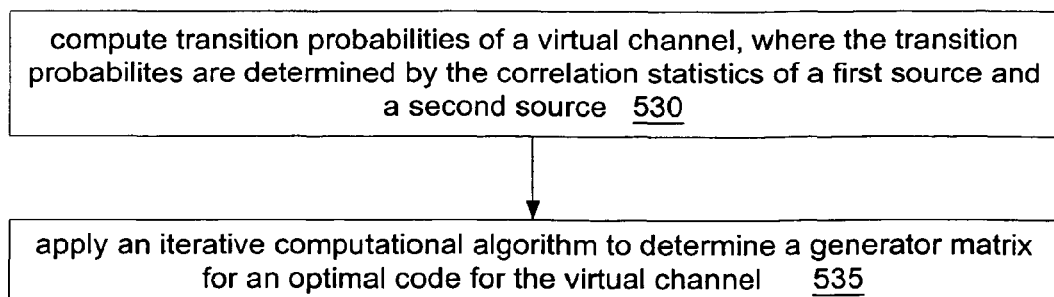 compute transition probabilities of a virtual channel, where the transition
probabilites are determined by the correlation statistics of a first source and
a second source 530
apply an iterative computational algorithm to determine a generator matrix
for an optimal code for the virtual channel 535